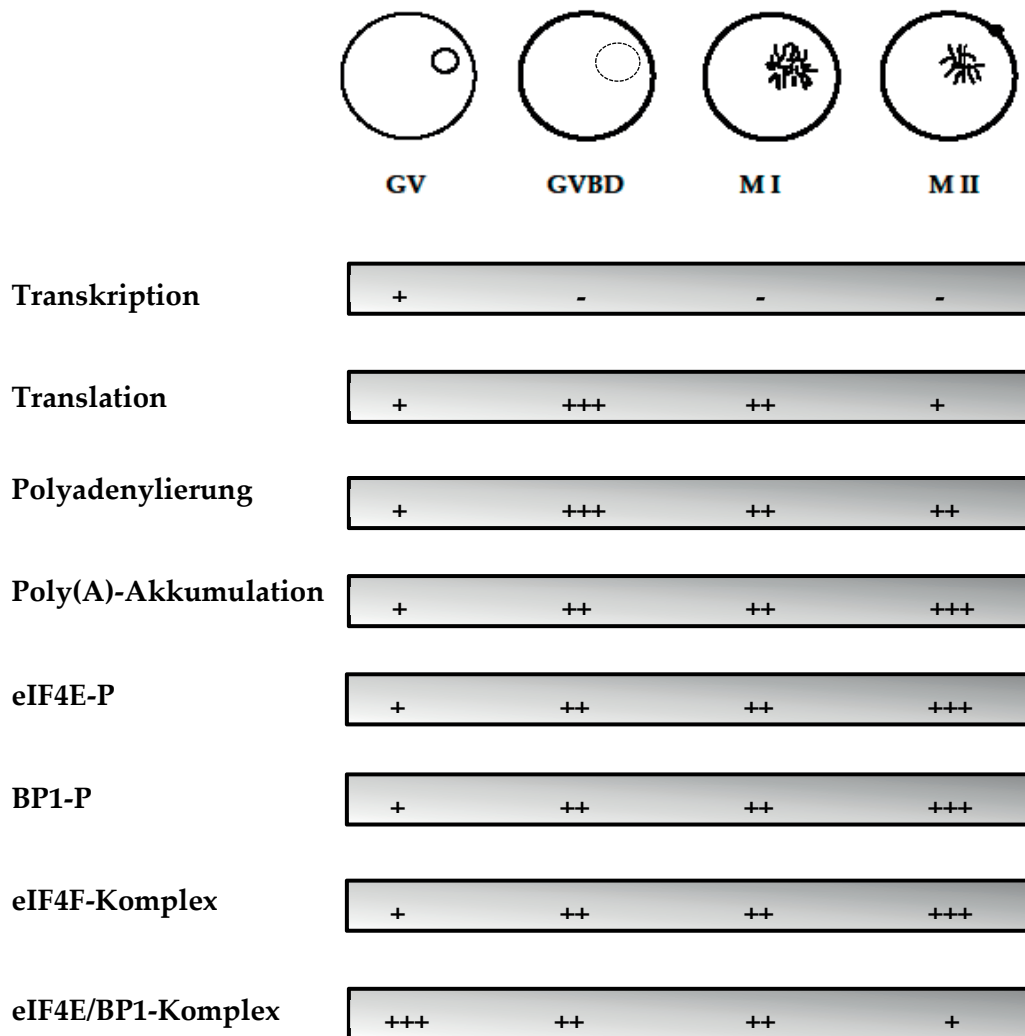 GV GVBD M I M II
Transkription + - - -
Translation + +++ ++ +
Polyadenylierung + +++ ++ ++
Poly(A)-Akkumulation + ++ ++ +++
eIF4E-P + ++ ++ +++
BP1-P + ++ ++ +++
eIF4F-Komplex + ++ ++ +++
eIF4E/BP1-Komplex +++ ++ ++ +